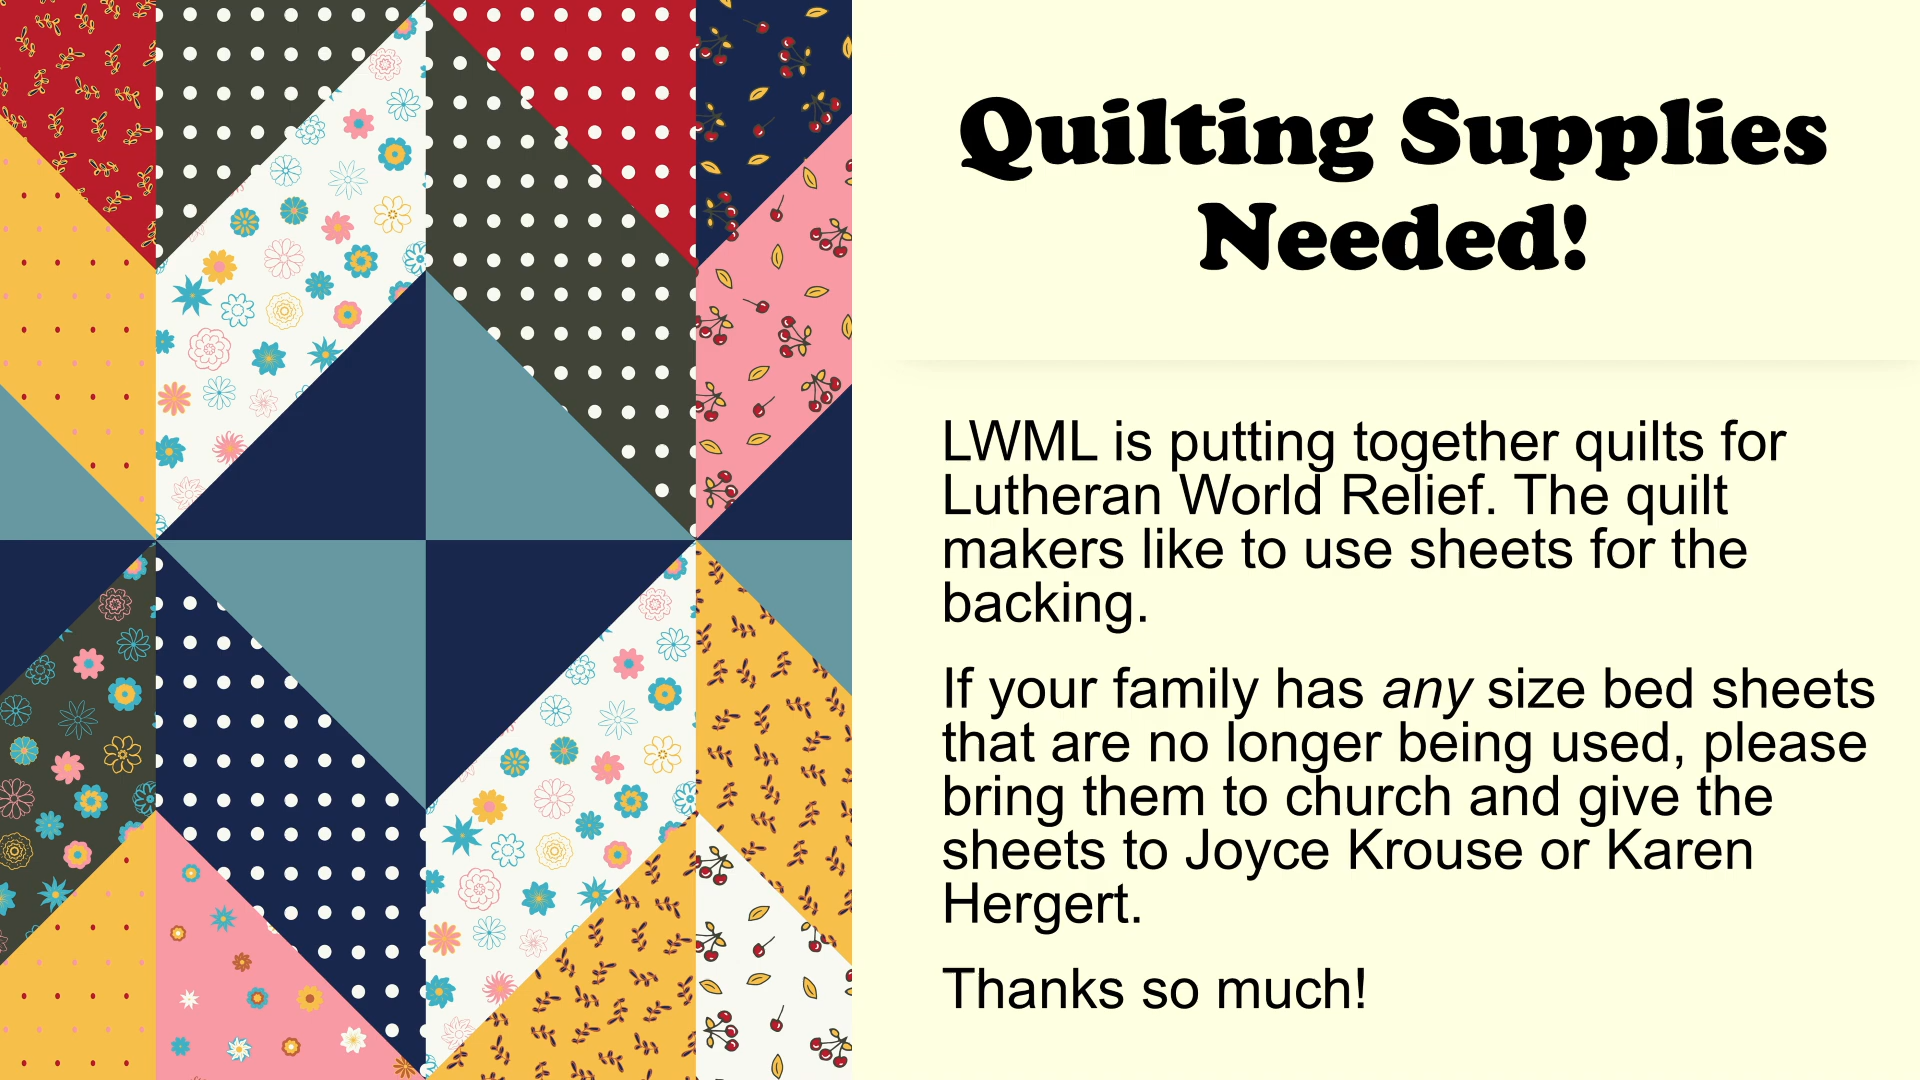 Quilting Supplies
Needed!
LWML is putting together quilts for
Lutheran World Relief. The quilt
makers like to use sheets for the
backing.
If your family has any size bed sheets
that are no longer being used, please
bring them to church and give the
sheets to Joyce Krouse or Karen
Hergert.
Thanks so much!